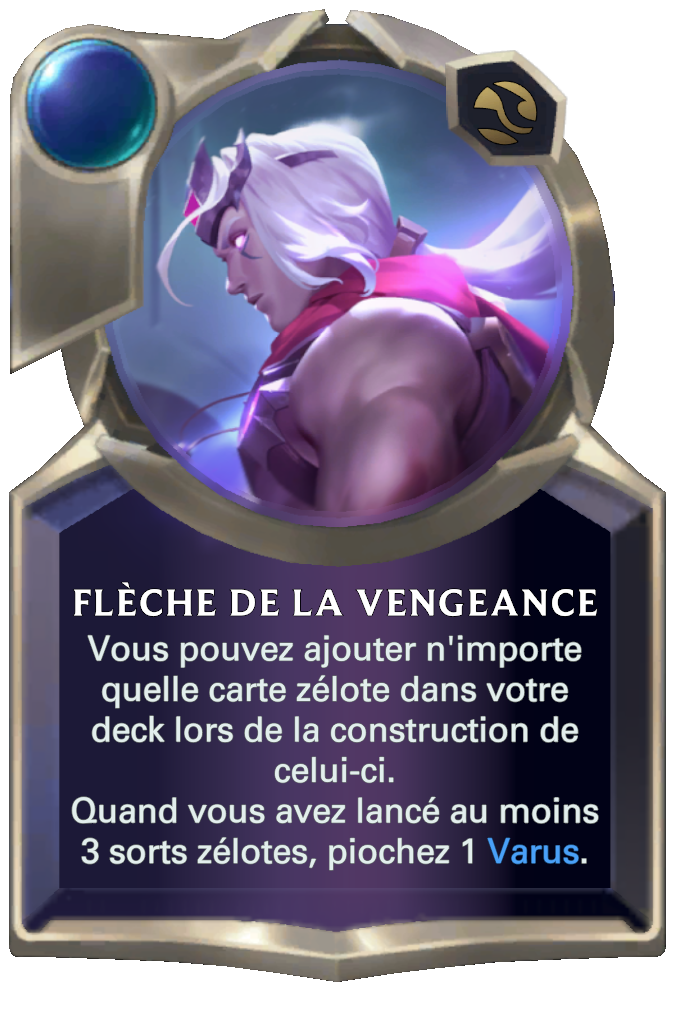 FLÈCHE DE LA VENGEANCE
Vous pouvez ajouter n'importe
quelle carte zélote dans votre
deck lors de la construction de
celui-ci.
Quand vous avez lancé au moins
3 sorts zélotes, piochez 1 Varus.